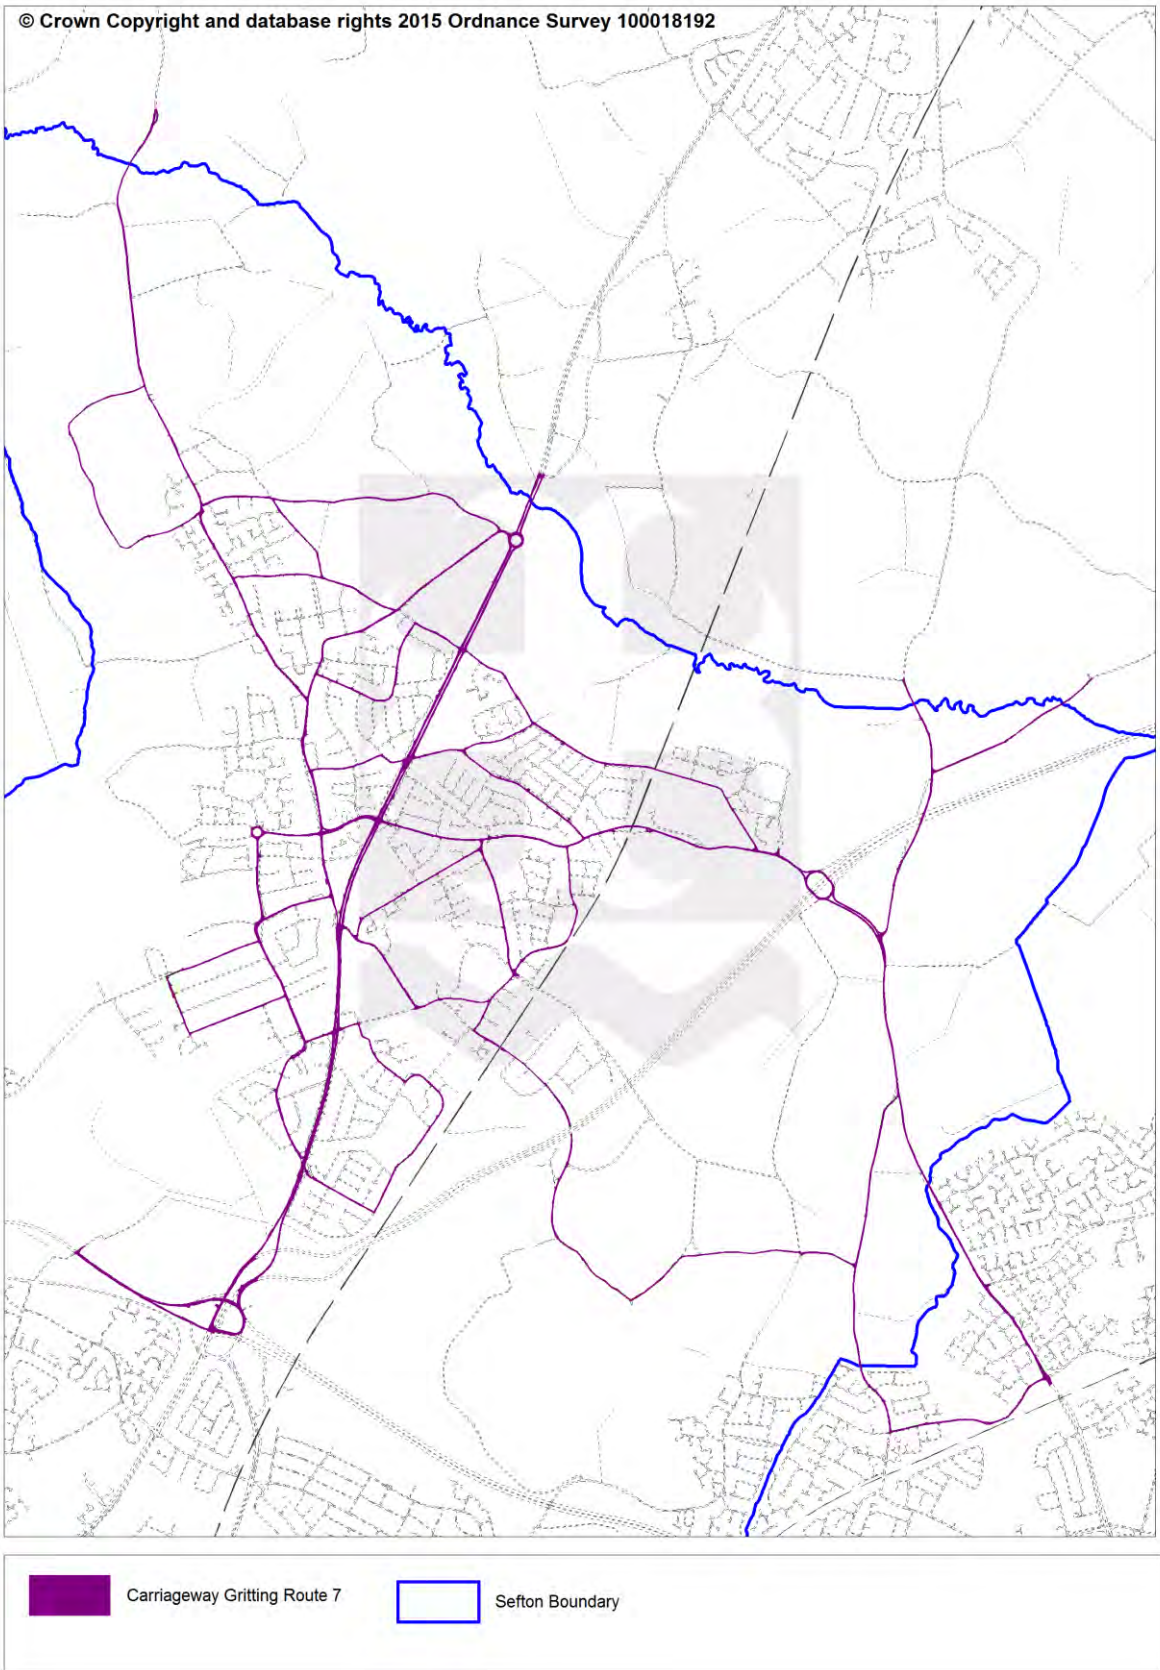 © Crown Copyright and database rights 2015 Ordnance Survey 100018192
Carriageway Gritting Route 7
Sefton Boundary